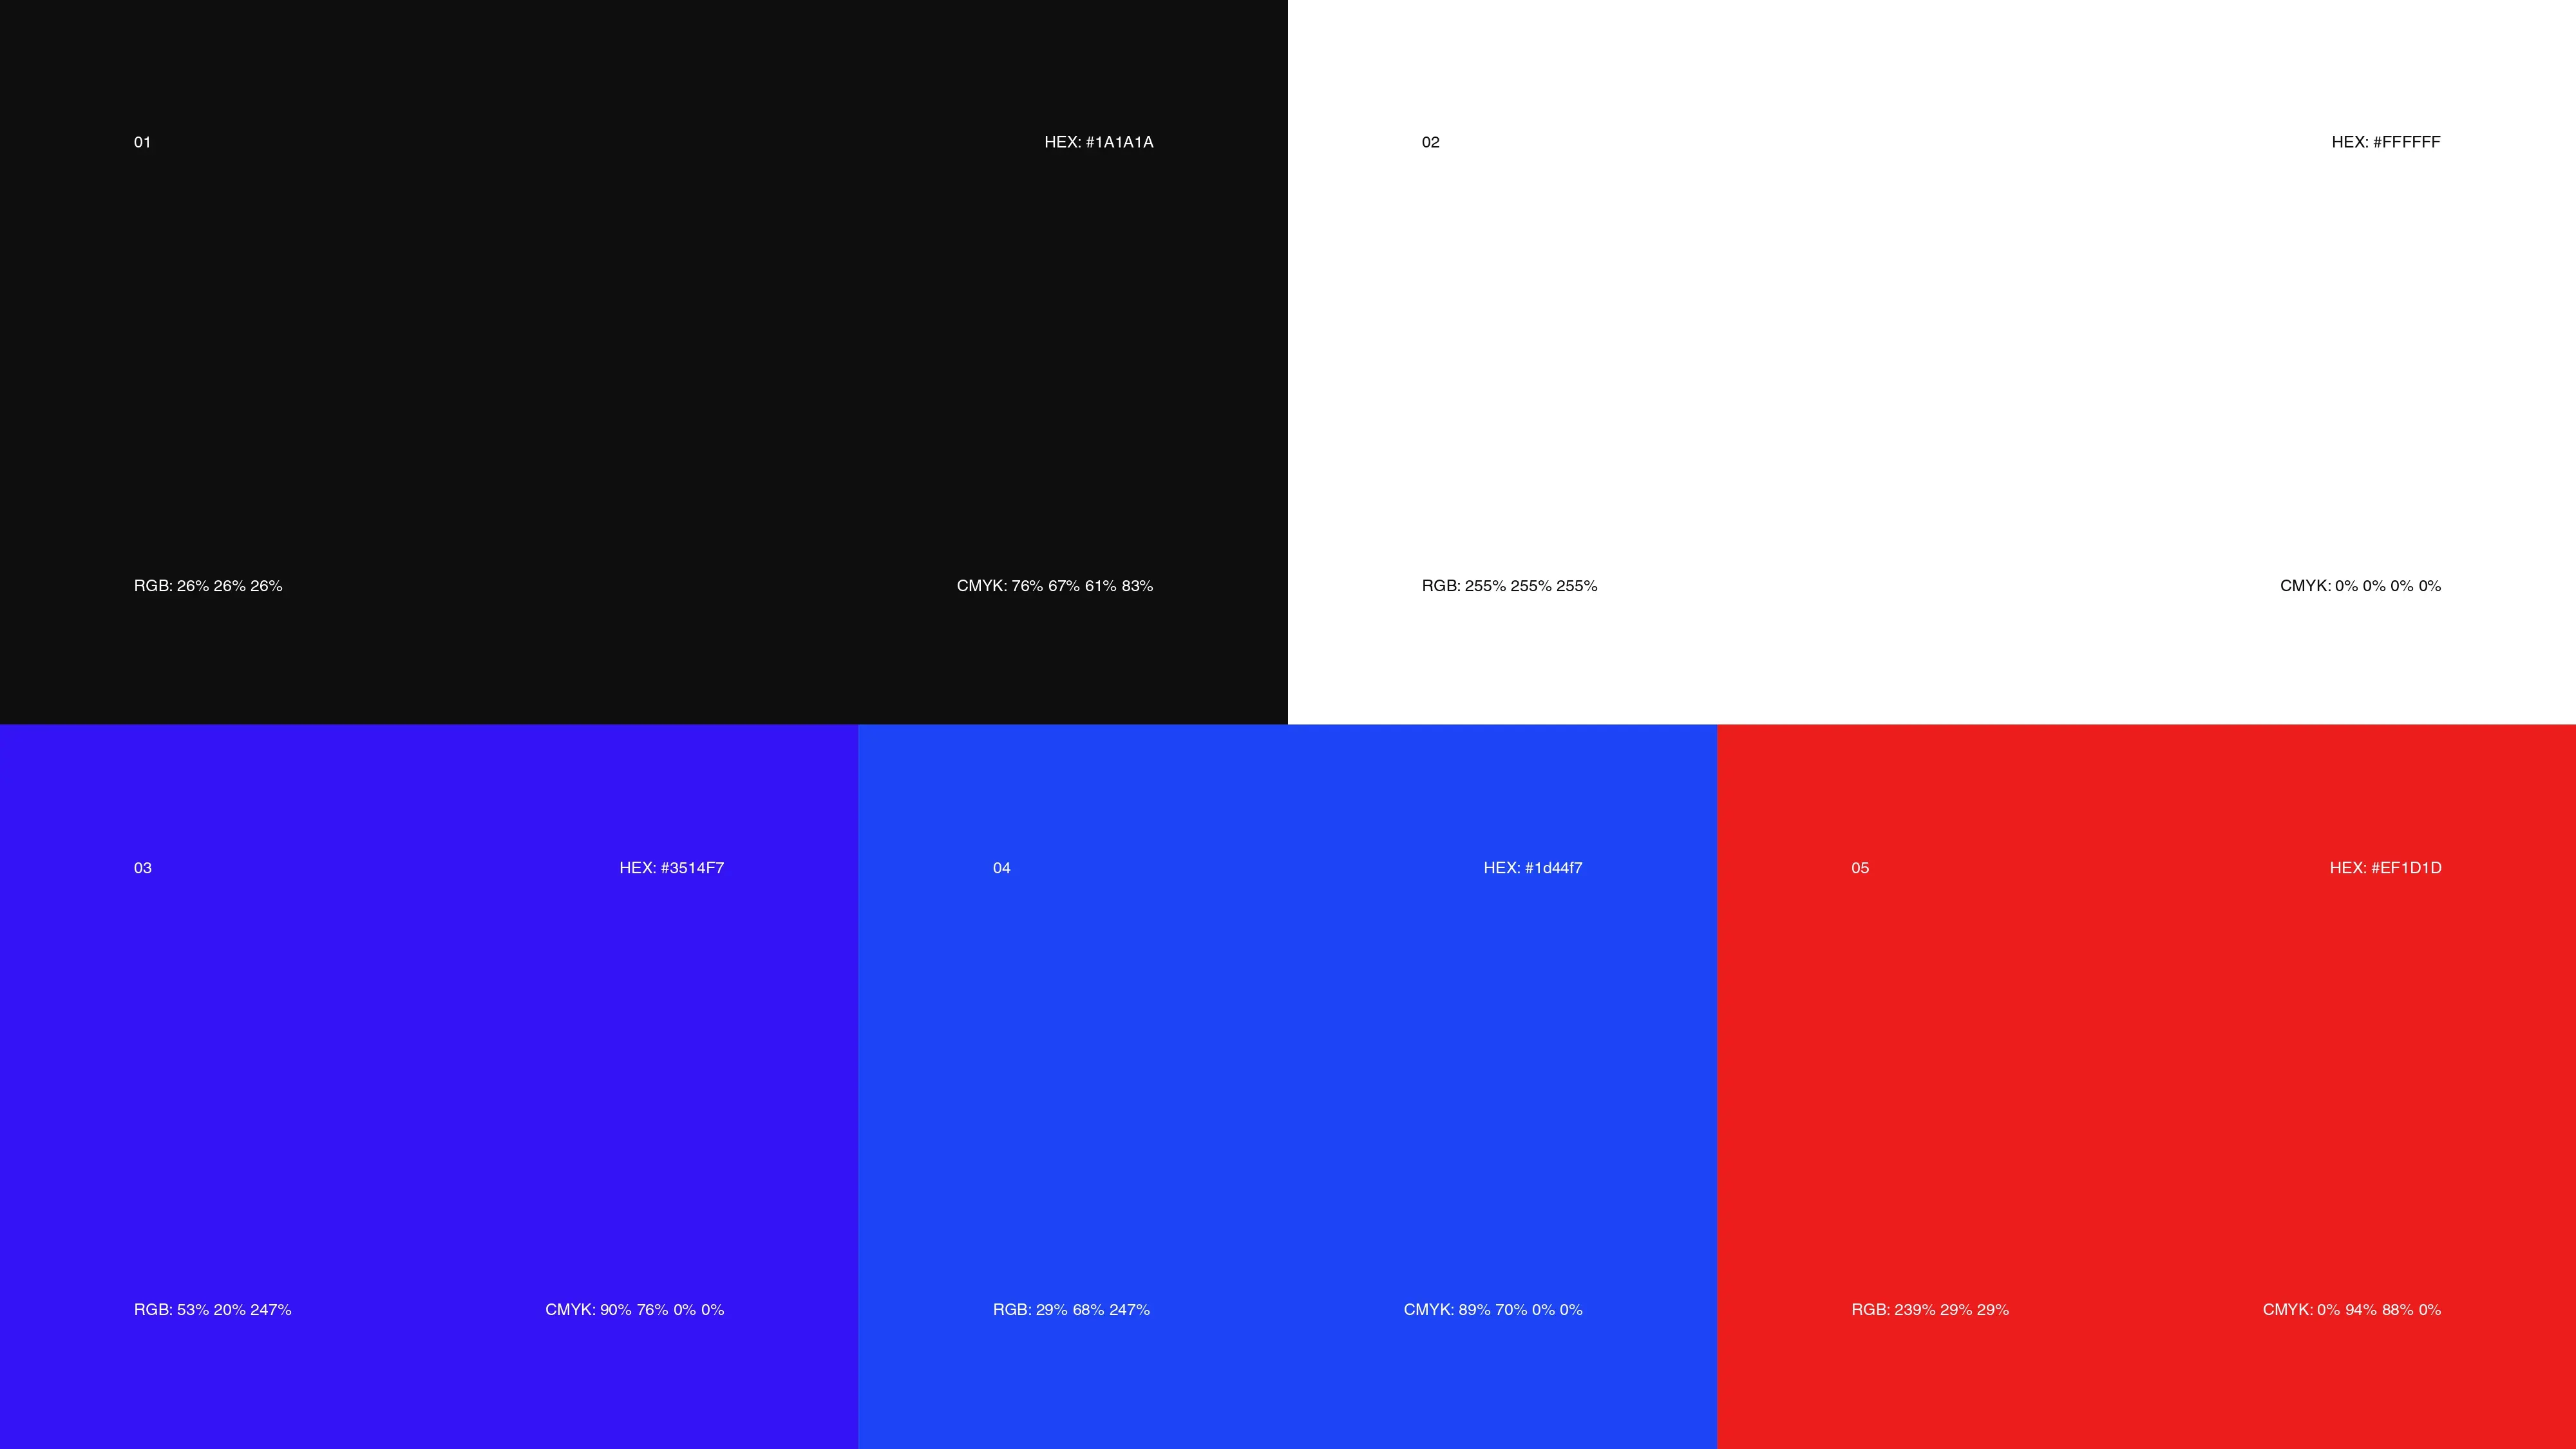 01
HEX: #1A1A1A
RGB: 26% 26% 26%
CMYK: 76% 67% 61% 83%
02
HEX: #FFFFFF
RGB: 255% 255% 255%
CMYK: 0% 0% 0% 0%
03
HEX: #3514F7
RGB: 53% 20% 247%
CMYK: 90% 76% 0% 0%
04
HEX: #1d44f7
RGB: 29% 68% 247%
CMYK: 89% 70% 0% 0%
05
HEX: #EF1D1D
RGB: 239% 29% 29%
CMYK: 0% 94% 88% 0%